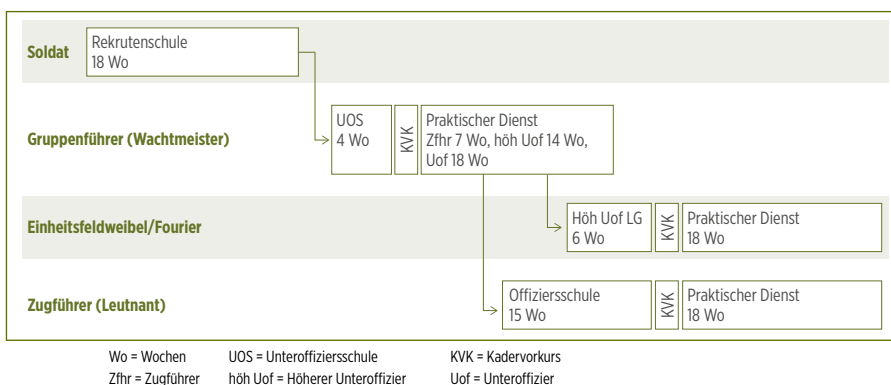 Soldat
Rekrutenschule
18 Wo
Gruppenführer (Wachtmeister)
UOS
4 Wo
KVK
Praktischer Dienst
Zfhr 7 Wo, höh Uof 14 Wo,
Uof 18 Wo
Einheitsfeldweibel/Fourier
Höh Uof LG
6 Wo
KVK
Praktischer Dienst
18 Wo
Zugführer (Leutnant)
Offiziersschule
15 Wo
KVK
Praktischer Dienst
18 Wo
Wo = Wochen UOS = Unteroffiziersschule KVK = Kadervorkurs
Zfhr = Zugführer höh Uof = Höherer Unteroffizier Uof = Unteroffizier